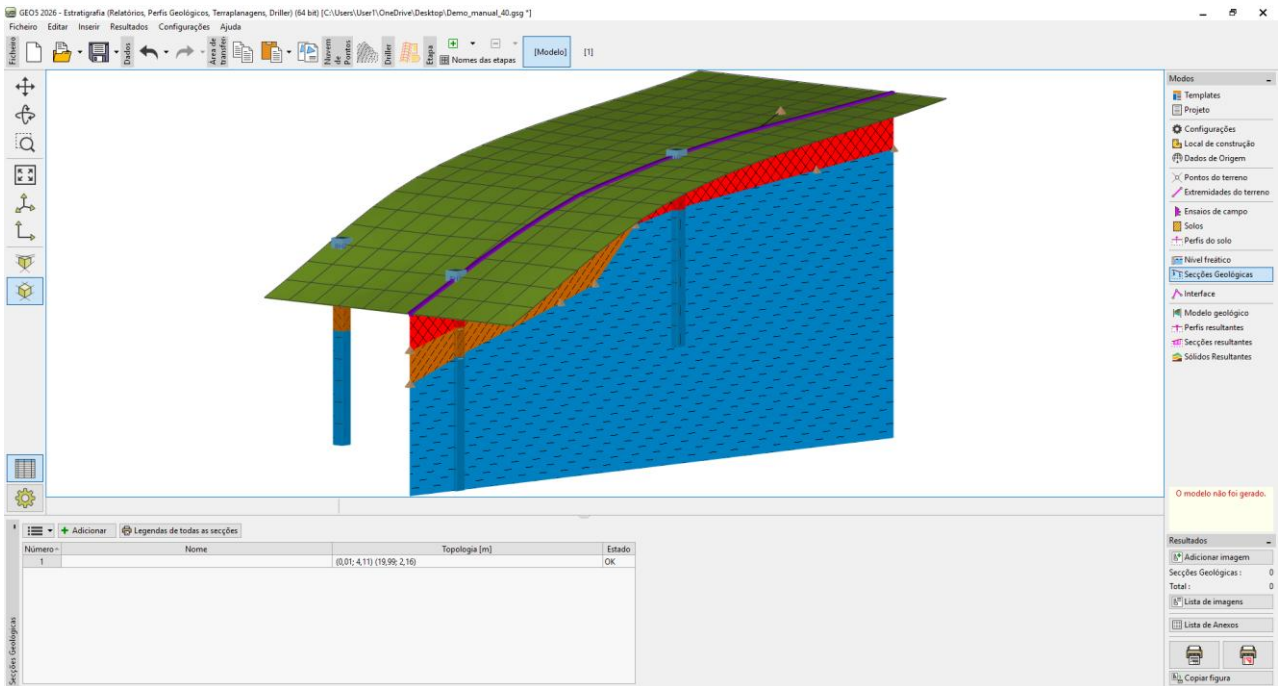 GEO5 2026 - Estratigrafia (Relatórios, Perfis Geológicos, Terraplanagens, Driller) (64 bit) [C:\Users\User1\OneDrive\Desktop\Demo_manual_40.gsg *]
Ficheiro Editar Inserir Resultados Configurações Ajuda
Ficheiro
Dados
Área de transfer.
Nuvem de Pontos
Driller
Etapa
Nomes das etapas
[Modelo]
[1]
Modos
Templates
Projeto
Configurações
Local de construção
Dados de Origem
Pontos do terreno
Extremidades do terreno
Ensaios de campo
Solos
Perfis do solo
Nível freático
Secções Geológicas
Interface
Modelo geológico
Perfis resultantes
Secções resultantes
Sólidos Resultantes
O modelo não foi gerado.
Resultados
Adicionar imagem
Secções Geológicas : 0
Total : 0
Lista de imagens
Lista de Anexos
Copiar figura
Adicionar
Legendas de todas as secções
Número Nome Topologia [m] Estado
1 (0,01; 4,11) (19,99; 2,16) OK
Secções Geológicas